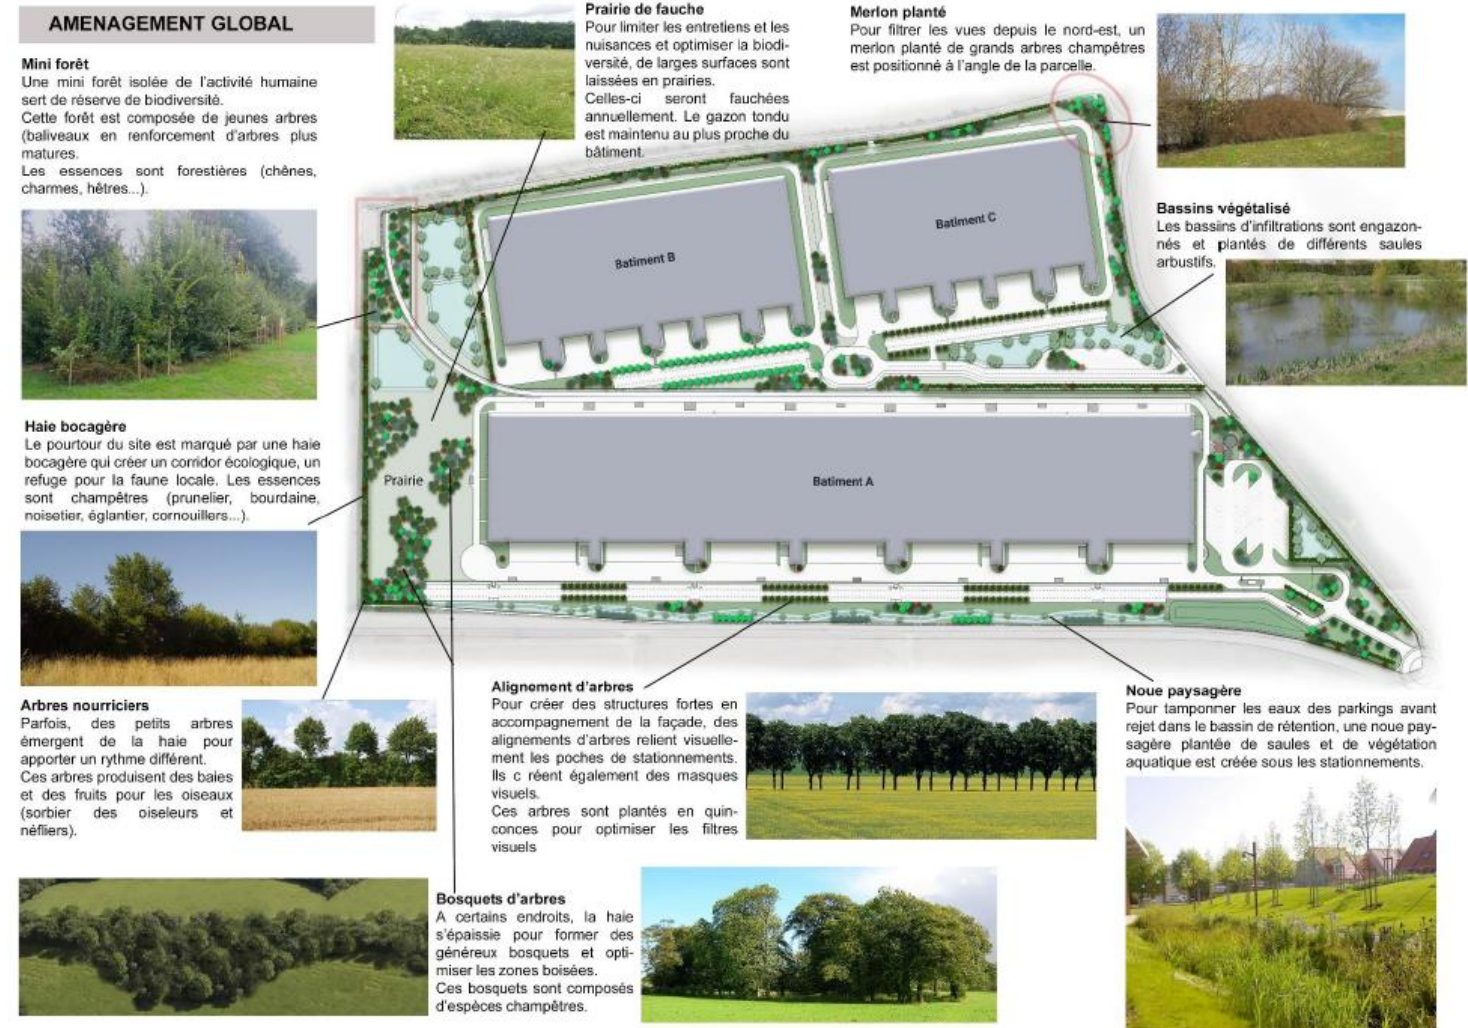 AMENAGEMENT GLOBAL
Mini forêt
Une mini forêt isolée de l'activité humaine
sert de réserve de biodiversité.
Cette forêt est composée de jeunes arbres
(baliveaux en renforcement d'arbres plus
matures.
Les essences sont forestières (chênes,
charmes, hêtres...).
Prairie de fauche
Pour limiter les entretiens et les
nuisances et optimiser la biodi-
versité, de larges surfaces sont
laissées en prairies.
Celles-ci seront fauchées
annuellement. Le gazon tondu
est maintenu au plus proche du
bâtiment.
Merlon planté
Pour filtrer les vues depuis le nord-est, un
merlon planté de grands arbres champêtres
est positionné à l'angle de la parcelle.
Bassins végétalisé
Les bassins d'infiltrations sont engazon-
nés et plantés de différents saules
arbustifs.
Batiment B
Batiment C
Batiment A
Prairie
Haie bocagère
Le pourtour du site est marqué par une haie
bocagère qui créer un corridor écologique, un
refuge pour la faune locale. Les essences
sont champêtres (prunelier, bourdaine,
noisetier, églantier, cornouillers...).
Arbres nourriciers
Parfois, des petits arbres
émergent de la haie pour
apporter un rythme différent.
Ces arbres produisent des baies
et des fruits pour les oiseaux
(sorbier des oiseleurs et
néfliers).
Alignement d'arbres
Pour créer des structures fortes en
accompagnement de la façade, des
alignements d'arbres relient visuelle-
ment les poches de stationnements.
Ils c réent également des masques
visuels.
Ces arbres sont plantés en quin-
conces pour optimiser les filtres
visuels
Noue paysagère
Pour tamponner les eaux des parkings avant
rejet dans le bassin de rétention, une noue pay-
sagère plantée de saules et de végétation
aquatique est créée sous les stationnements.
Bosquets d'arbres
A certains endroits, la haie
s'épaissie pour former des
généreux bosquets et opti-
miser les zones boisées.
Ces bosquets sont composés
d'espèces champêtres.